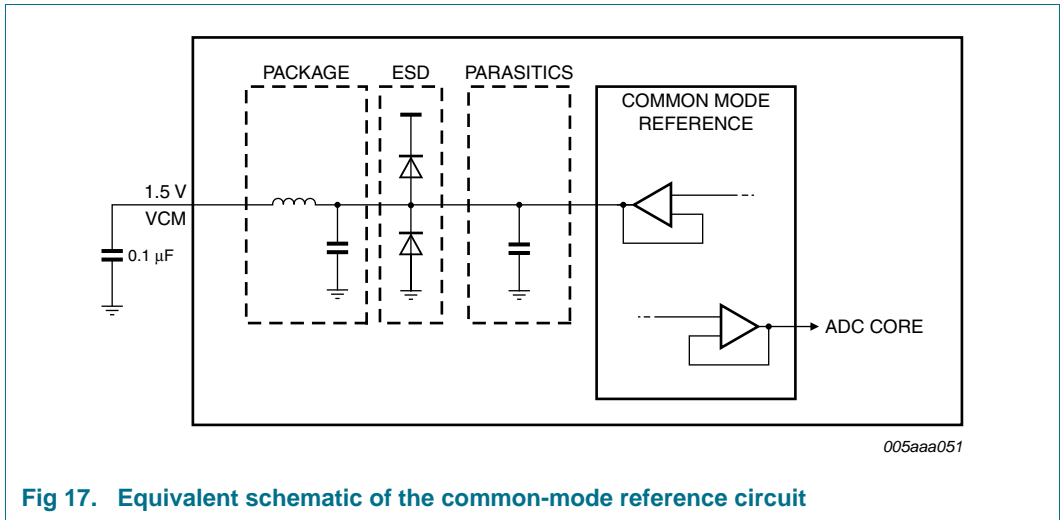 PACKAGE ESD PARASITICS
COMMON MODE
REFERENCE
1.5 V
VCM
0.1 μF
ADC CORE
005aaa051
Fig 17. Equivalent schematic of the common-mode reference circuit